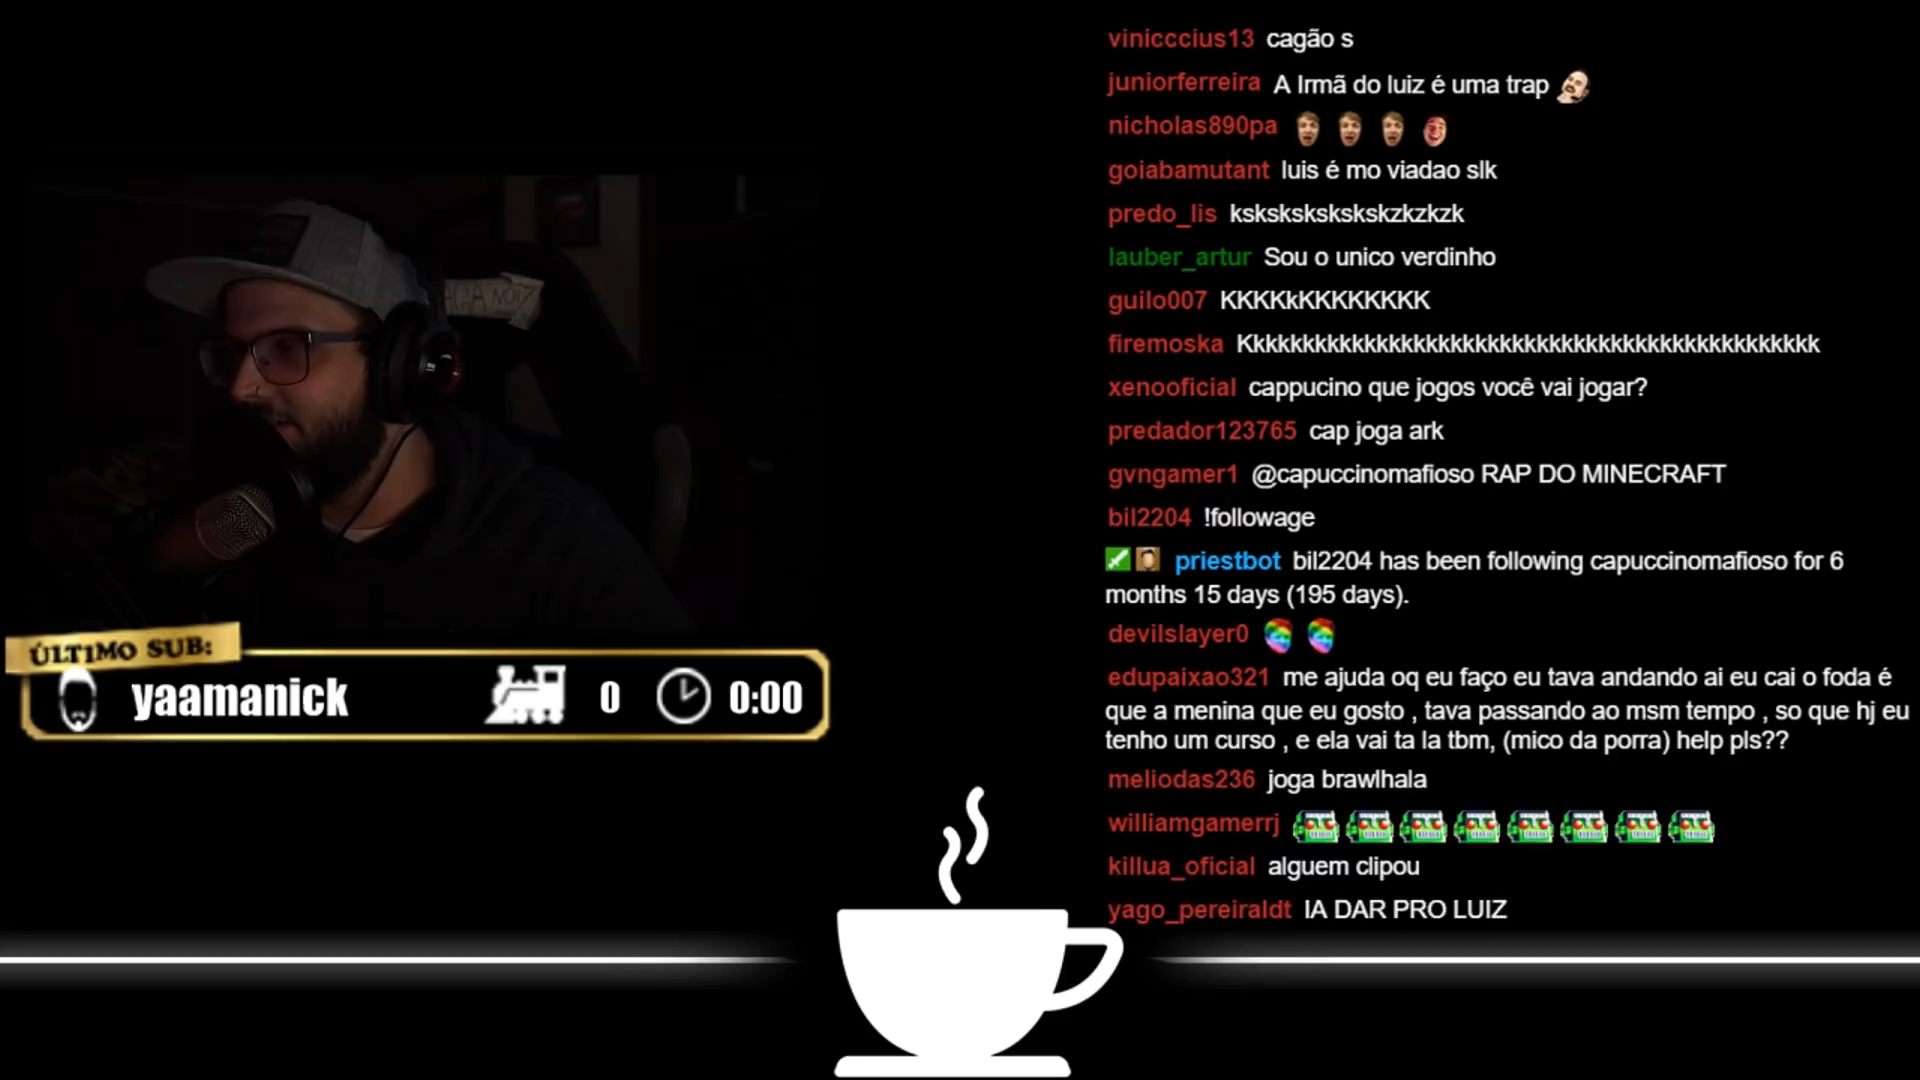 vinicccius13 cagão s
juniorferreira A Irmã do luiz é uma trap
nicholas890pa
goiabamutant luis é mo viadao slk
predo_lis kskskskskskskskzkzkzk
lauber_artur Sou o unico verdinho
guilo007 KKKKkKKKKKKKK
firemoska Kkkkkkkkkkkkkkkkkkkkkkkkkkkkkkkkkkkkkkkkkkkkkkk
xenooficial cappucino que jogos você vai jogar?
predador123765 cap joga ark
gvngamer1 @capuccinomafioso RAP DO MINECRAFT
bil2204 !followage
priestbot bil2204 has been following capuccinomafioso for 6
months 15 days (195 days).
devilslayer0
edupaixao321 me ajuda oq eu faço eu tava andando ai eu cai o foda é
que a menina que eu gosto , tava passando ao msm tempo , so que hj eu
tenho um curso , e ela vai ta la tbm, (mico da porra) help pls??
meliodas236 joga brawlhala
williamgamerrj
killua_oficial alguem clipou
yago_pereiraldt IA DAR PRO LUIZ
ÚLTIMO SUB:
yaamanick 0 0:00